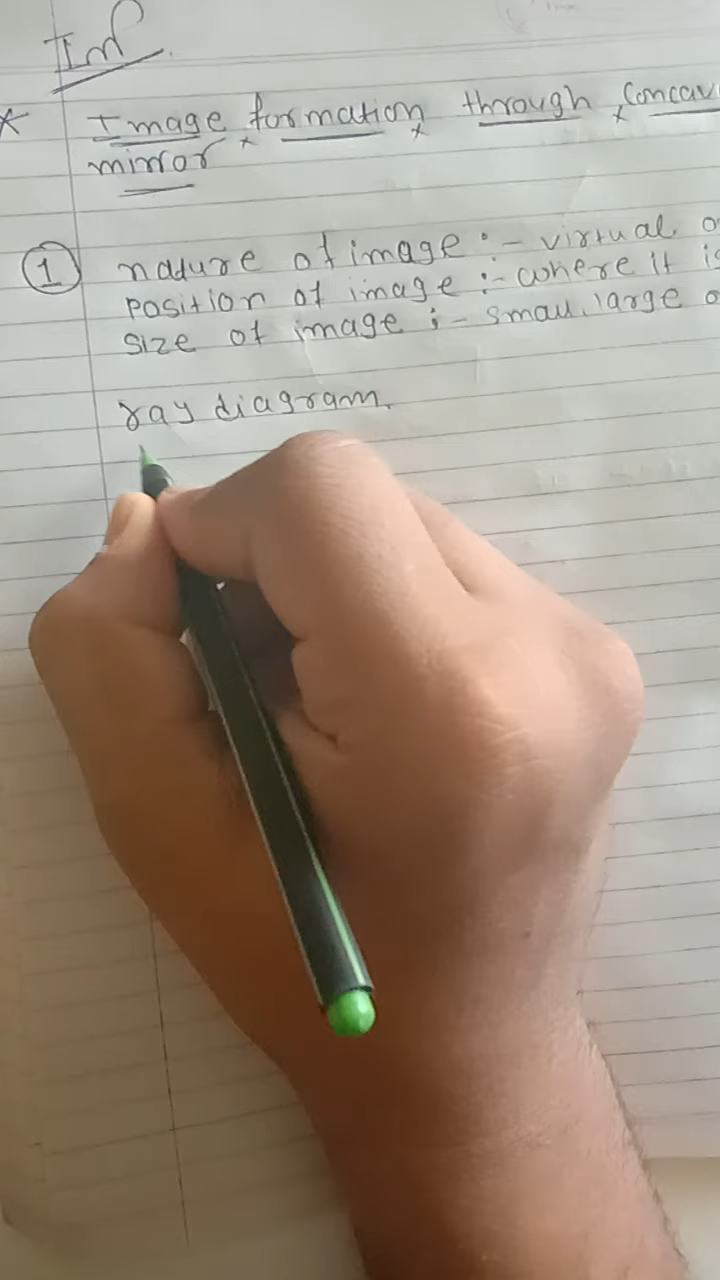 Imp.
* Image formation through concav
mirror
1 nature of image :- virtual o
position of image :- where it is
size of image :- small, large o
ray diagram.